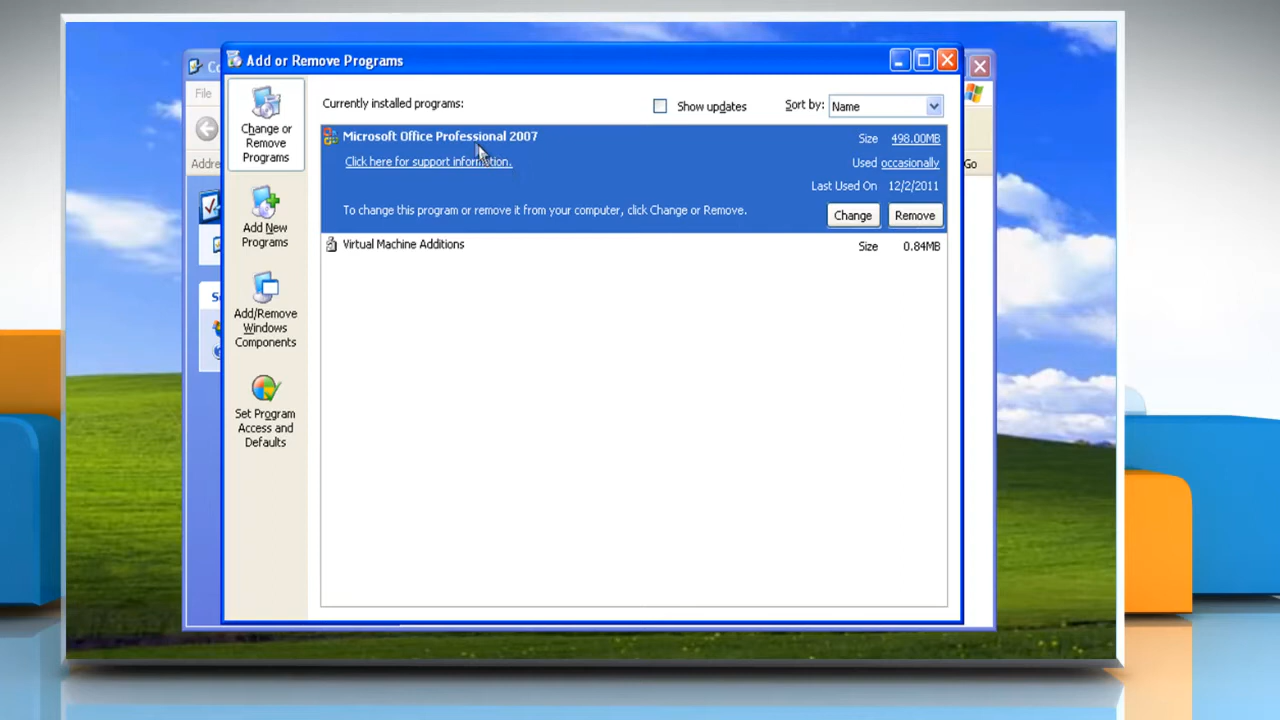 Co
Add or Remove Programs
File
Addre
Go
Se
Change or
Remove
Programs
Add New
Programs
Add/Remove
Windows
Components
Set Program
Access and
Defaults
Currently installed programs:
Show updates
Sort by: Name
Microsoft Office Professional 2007
Size 498.00MB
Click here for support information.
Used occasionally
Last Used On 12/2/2011
To change this program or remove it from your computer, click Change or Remove.
Change Remove
Virtual Machine Additions
Size 0.84MB